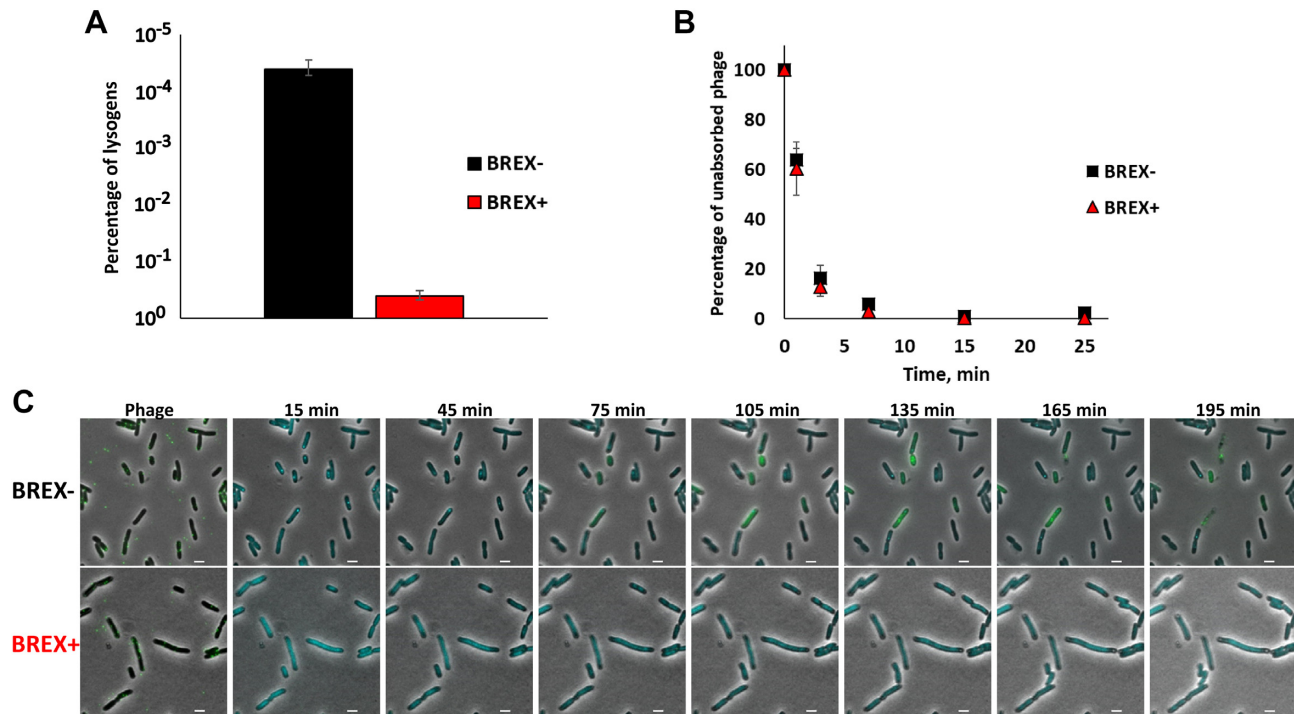 A
Percentage of lysogens
10-5
10-4
10-3
10-2
10-1
100
BREX-
BREX+
B
Percentage of unabsorbed phage
100
80
60
40
20
0
0 5 10 15 20 25
Time, min
BREX-
BREX+
C
Phage 15 min 45 min 75 min 105 min 135 min 165 min 195 min
BREX-
BREX+